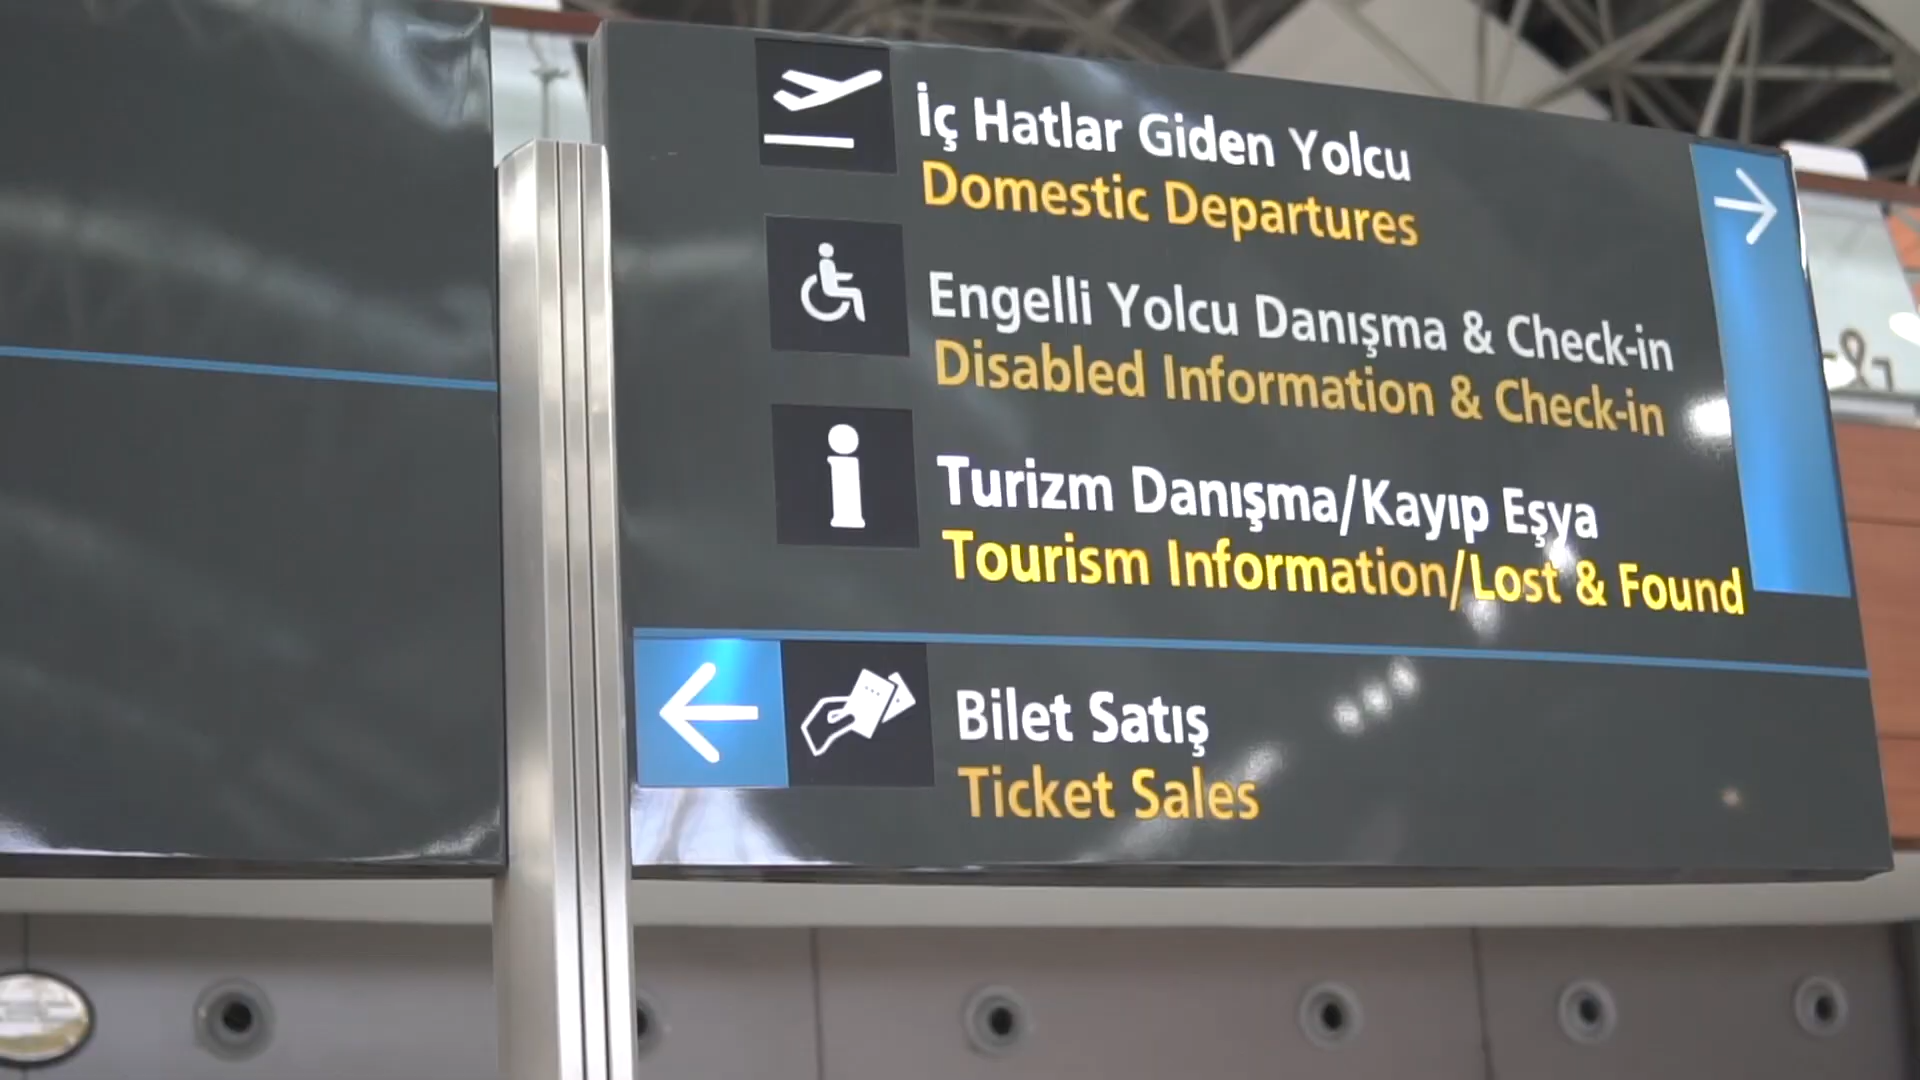 İç Hatlar Giden Yolcu
Domestic Departures
Engelli Yolcu Danışma & Check-in
Disabled Information & Check-in
Turizm Danışma/Kayıp Eşya
Tourism Information/Lost & Found
Bilet Satış
Ticket Sales